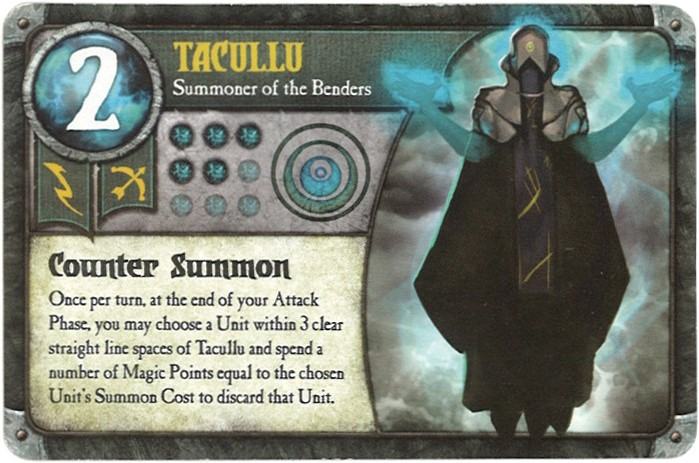 2
TACULLU
Summoner of the Benders
Counter Summon
Once per turn, at the end of your Attack
Phase, you may choose a Unit within 3 clear
straight line spaces of Tacullu and spend a
number of Magic Points equal to the chosen
Unit's Summon Cost to discard that Unit.